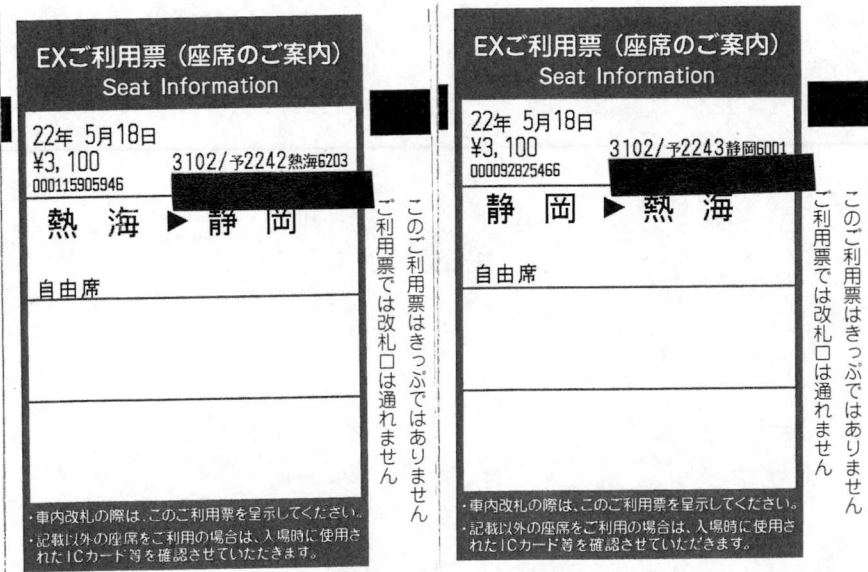 EXご利用票（座席のご案内）
Seat Information
22年 5月18日
¥3,100 3102/予2242熱海6203
000115905946
熱 海 ▶ 静 岡
自由席
・車内改札の際は、このご利用票を呈示してください。
・記載以外の座席をご利用の場合は、入場時に使用さ
れたICカード等を確認させていただきます。
このご利用票はきっぷではありません
ご利用票では改札口は通れません
EXご利用票（座席のご案内）
Seat Information
22年 5月18日
¥3,100 3102/予2243静岡6001
000092825466
静 岡 ▶ 熱 海
自由席
・車内改札の際は、このご利用票を呈示してください。
・記載以外の座席をご利用の場合は、入場時に使用さ
れたICカード等を確認させていただきます。
このご利用票はきっぷではありません
ご利用票では改札口は通れません